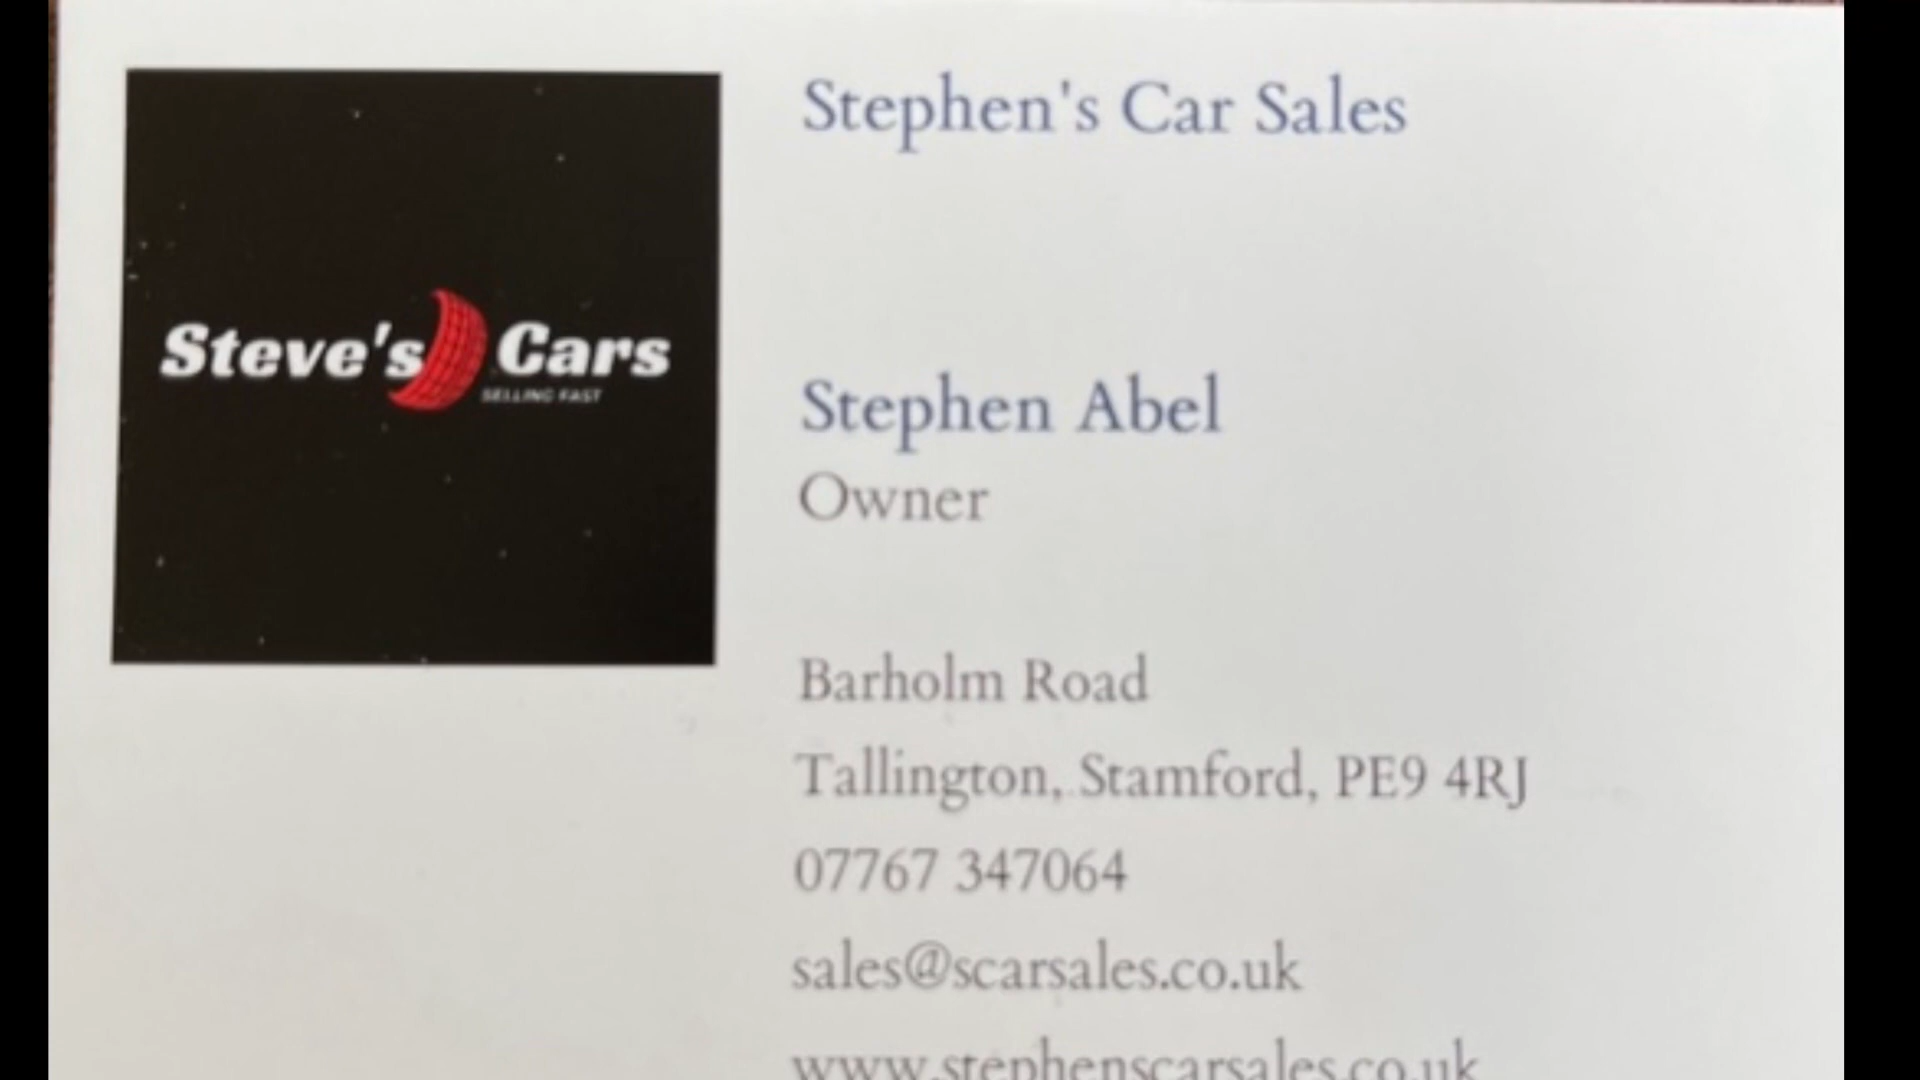 Steve's Cars
SELLING FAST
Stephen's Car Sales
Stephen Abel
Owner
Barholm Road
Tallington, Stamford, PE9 4RJ
07767 347064
sales@scarsales.co.uk
www.stephenscarsales.co.uk